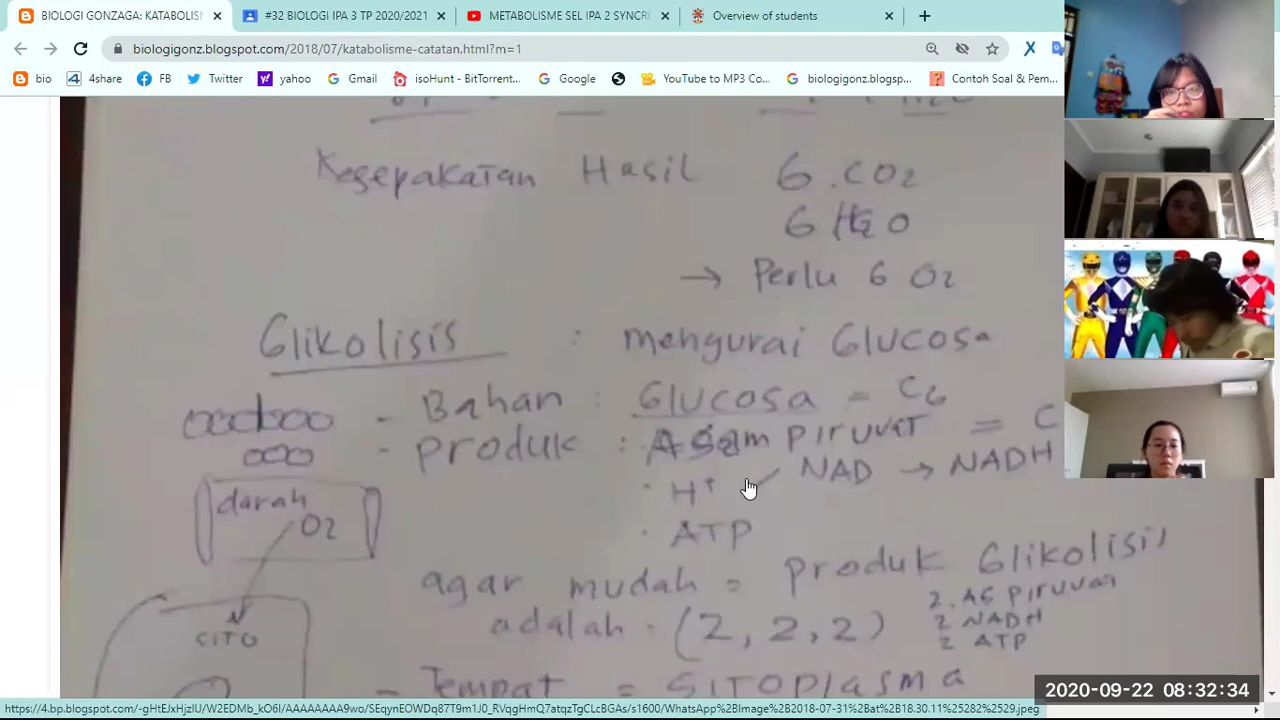 BIOLOGI GONZAGA: KATABOLISM
#32 BIOLOGI IPA 3 TP 2020/2021
METABOLISME SEL IPA 2 SYNCRO
Overview of students
biologigonz.blogspot.com/2018/07/katabolisme-catatan.html?m=1
bio
4share
FB
Twitter
yahoo
Gmail
isoHunt - BitTorrent...
Google
YouTube to MP3 Co...
biologigonz.blogsp...
Contoh Soal & Pem...
Kesepakatan Hasil 6.CO2
6 H2O
→ Perlu 6 O2
Glikolisis : mengurai Glucosa
- Bahan : Glucosa = C6
- Produk : Asam Piruvat = C
· H+ NAD → NADH
· ATP
darah
O2
agar mudah = produk Glikolisis
adalah · (2, 2, 2)
2. AS PIRUVAT
2 NADH
2 ATP
SITO
- Tempat = SITOPLASMA
2020-09-22 08:32:34